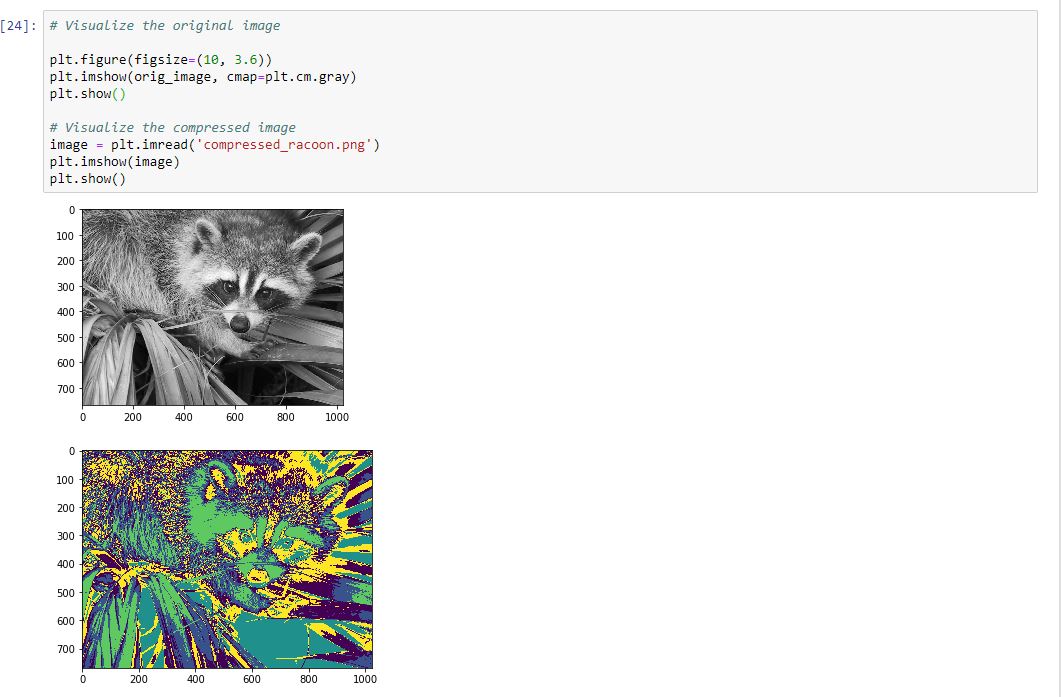 [24]: # Visualize the original image
plt.figure(figsize=(10, 3.6))
plt.imshow(orig_image, cmap=plt.cm.gray)
plt.show()
# Visualize the compressed image
image = plt.imread('compressed_racoon.png')
plt.imshow(image)
plt.show()
0
100
200
300
400
500
600
700
0 200 400 600 800 1000
0
100
200
300
400
500
600
700
0 200 400 600 800 1000